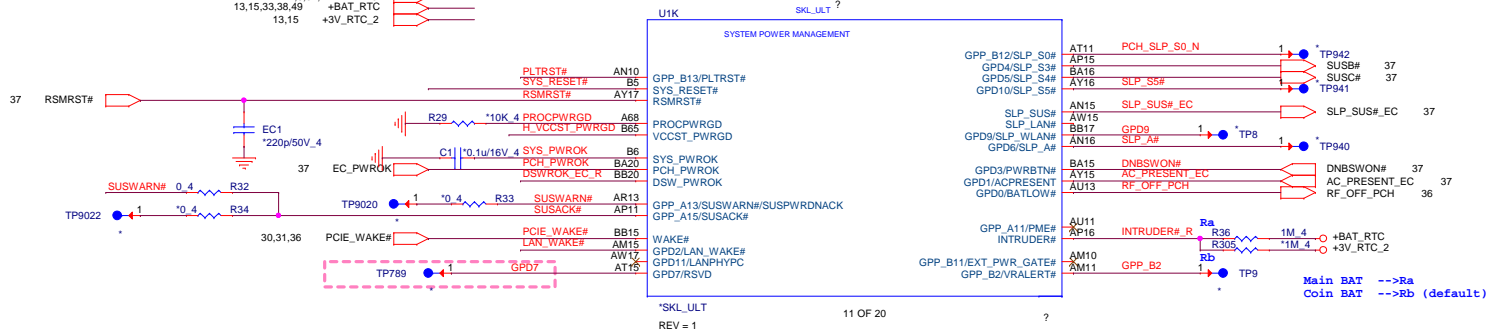 13,15,33,38,49 +BAT_RTC
13,15 +3V_RTC_2
U1K
SKL_ULT ?
SYSTEM POWER MANAGEMENT
PLTRST# AN10 GPP_B13/PLTRST#
SYS_RESET# B5 SYS_RESET#
37 RSMRST# RSMRST# AY17 RSMRST#
EC1
*220p/50V_4
R29 *10K_4 PROCPWRGD A68 PROCPWRGD
H_VCCST_PWRGD B65 VCCST_PWRGD
C1 *0.1u/16V_4 SYS_PWROK B6 SYS_PWROK
37 EC_PWROK PCH_PWROK BA20 PCH_PWROK
DSWROK_EC_R BB20 DSW_PWROK
SUSWARN# 0_4 R32
TP9020 1 *0_4 R33 SUSWARN# AR13 GPP_A13/SUSWARN#/SUSPWRDNACK
*
TP9022 1 *0_4 R34 SUSACK# AP11 GPP_A15/SUSACK#
*
30,31,36 PCIE_WAKE# PCIE_WAKE# BB15 WAKE#
LAN_WAKE# AM15 GPD2/LAN_WAKE#
AW17 GPD11/LANPHYPC
TP789 1 GPD7 AT15 GPD7/RSVD
*
GPP_B12/SLP_S0# AT11 PCH_SLP_S0_N 1 * TP942
GPD4/SLP_S3# AP15 SUSB# 37
GPD5/SLP_S4# BA16 SUSC# 37
GPD10/SLP_S5# AY16 SLP_S5# 1 * TP941
SLP_SUS# AN15 SLP_SUS#_EC SLP_SUS#_EC 37
SLP_LAN# AW15
GPD9/SLP_WLAN# BB17 GPD9 1 *TP8
GPD6/SLP_A# AN16 SLP_A# 1 * TP940
GPD3/PWRBTN# BA15 DNBSWON# DNBSWON# 37
GPD1/ACPRESENT AY15 AC_PRESENT_EC AC_PRESENT_EC 37
GPD0/BATLOW# AU13 RF_OFF_PCH RF_OFF_PCH 36
GPP_A11/PME# AU11
Ra
INTRUDER# AP16 INTRUDER#_R R36 1M_4 +BAT_RTC
R305 *1M_4 +3V_RTC_2
Rb
GPP_B11/EXT_PWR_GATE# AM10
GPP_B2/VRALERT# AM11 GPP_B2 1 TP9
*
Main BAT -->Ra
Coin BAT -->Rb (default)
*SKL_ULT
REV = 1
11 OF 20
?